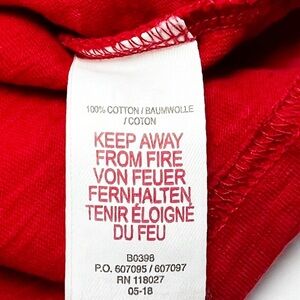 100% COTTON / BAUMWOLLE
/ COTON
KEEP AWAY
FROM FIRE
VON FEUER
FERNHALTEN
TENIR ÉLOIGNÉ
DU FEU
B0398
P.O. 607095 / 607097
RN 118027
05-18